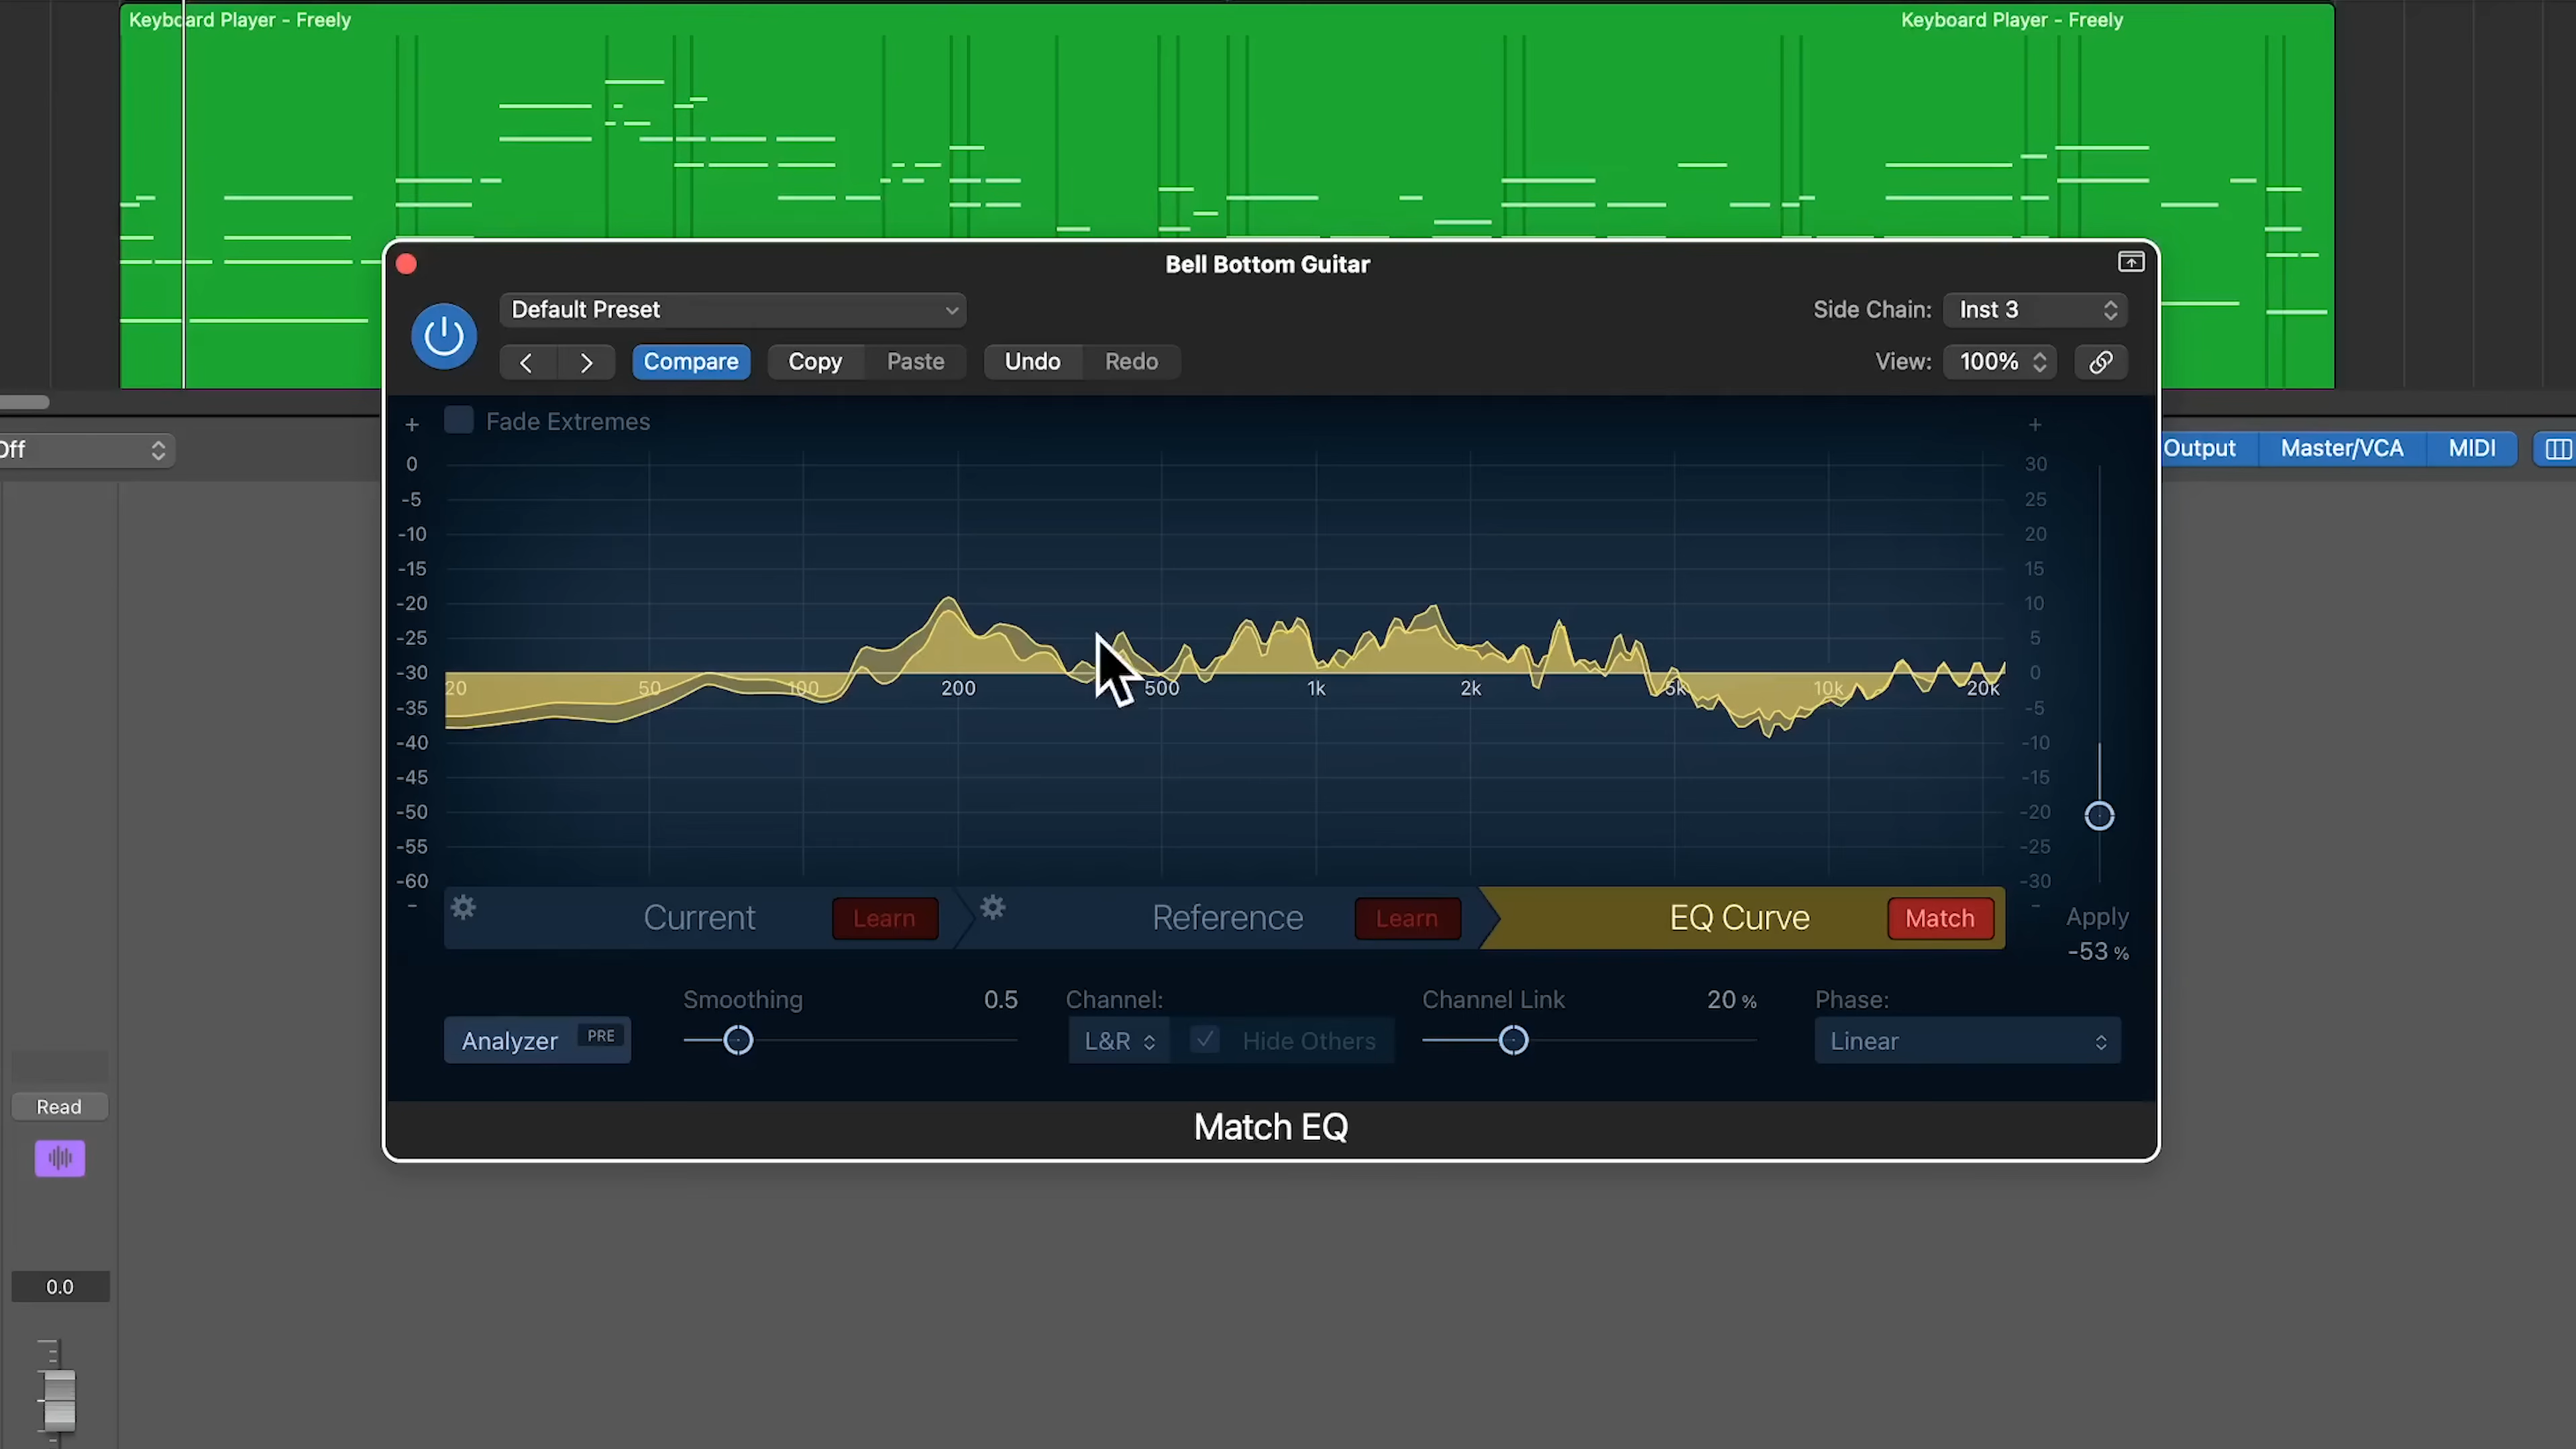 Keyboard Player - Freely
Keyboard Player - Freely
Bell Bottom Guitar
Default Preset
Side Chain: Inst 3
Compare Copy Paste Undo Redo
View: 100%
+ Fade Extremes +
Off
Output Master/VCA MIDI
0 30
-5 25
-10 20
-15 15
-20 10
-25 5
-30 0
20 50 100 200 500 1k 2k 5k 10k 20k
-35 -5
-40 -10
-45 -15
-50 -20
-55 -25
-60 -30
- -
Current Learn Reference Learn EQ Curve Match
Apply
-53 %
Smoothing 0.5 Channel: Channel Link 20 % Phase:
Analyzer PRE L&R Hide Others Linear
Read
Match EQ
0.0